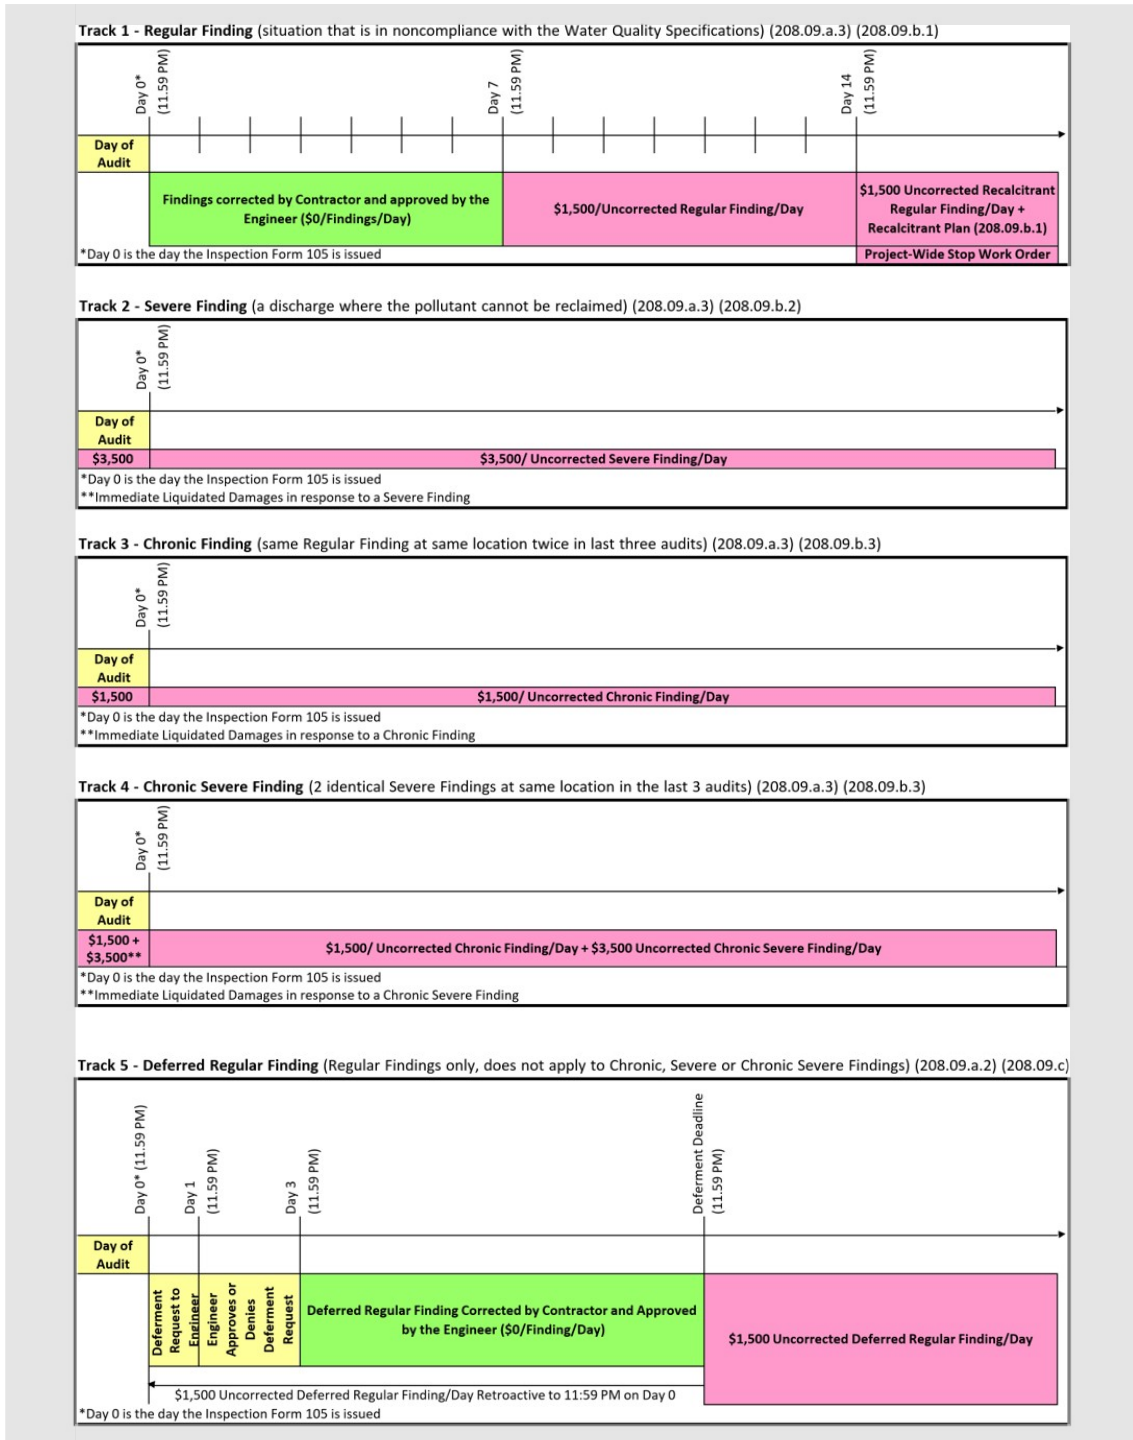 Track 1 - Regular Finding (situation that is in noncompliance with the Water Quality Specifications) (208.09.a.3) (208.09.b.1)
Day 0*
(11.59 PM)
Day 7
(11.59 PM)
Day 14
(11.59 PM)
Day of
Audit
Findings corrected by Contractor and approved by the
Engineer ($0/Findings/Day)
$1,500/Uncorrected Regular Finding/Day
$1,500 Uncorrected Recalcitrant
Regular Finding/Day +
Recalcitrant Plan (208.09.b.1)
*Day 0 is the day the Inspection Form 105 is issued
Project-Wide Stop Work Order
Track 2 - Severe Finding (a discharge where the pollutant cannot be reclaimed) (208.09.a.3) (208.09.b.2)
Day 0*
(11.59 PM)
Day of
Audit
$3,500
$3,500/ Uncorrected Severe Finding/Day
*Day 0 is the day the Inspection Form 105 is issued
**Immediate Liquidated Damages in response to a Severe Finding
Track 3 - Chronic Finding (same Regular Finding at same location twice in last three audits) (208.09.a.3) (208.09.b.3)
Day 0*
(11.59 PM)
Day of
Audit
$1,500
$1,500/ Uncorrected Chronic Finding/Day
*Day 0 is the day the Inspection Form 105 is issued
**Immediate Liquidated Damages in response to a Chronic Finding
Track 4 - Chronic Severe Finding (2 identical Severe Findings at same location in the last 3 audits) (208.09.a.3) (208.09.b.3)
Day 0*
(11.59 PM)
Day of
Audit
$1,500 +
$3,500**
$1,500/ Uncorrected Chronic Finding/Day + $3,500 Uncorrected Chronic Severe Finding/Day
*Day 0 is the day the Inspection Form 105 is issued
**Immediate Liquidated Damages in response to a Chronic Severe Finding
Track 5 - Deferred Regular Finding (Regular Findings only, does not apply to Chronic, Severe or Chronic Severe Findings) (208.09.a.2) (208.09.c)
Day 0* (11.59 PM)
Day 1
(11.59 PM)
Day 3
(11.59 PM)
Deferment Deadline
(11.59 PM)
Day of
Audit
Deferment
Request to
Engineer
Engineer
Approves or
Denies
Deferment
Request
Deferred Regular Finding Corrected by Contractor and Approved
by the Engineer ($0/Finding/Day)
$1,500 Uncorrected Deferred Regular Finding/Day
$1,500 Uncorrected Deferred Regular Finding/Day Retroactive to 11:59 PM on Day 0
*Day 0 is the day the Inspection Form 105 is issued